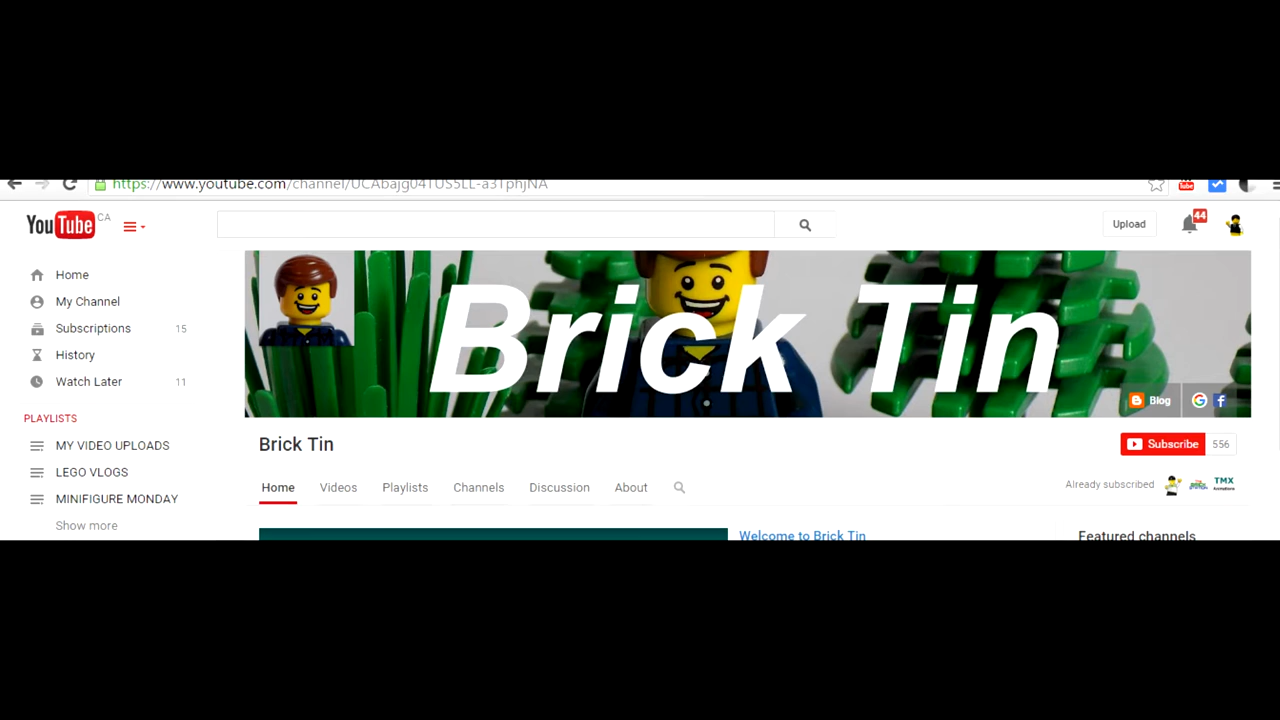 https://www.youtube.com/channel/UCAbajg04TUS5LL-a3TphjNA
YouTube CA
Upload
44
Home
My Channel
Subscriptions 15
History
Watch Later 11
PLAYLISTS
MY VIDEO UPLOADS
LEGO VLOGS
MINIFIGURE MONDAY
Show more
Brick Tin
Blog
Brick Tin
Subscribe 556
Home Videos Playlists Channels Discussion About
Already subscribed
TMX
Welcome to Brick Tin
Featured channels